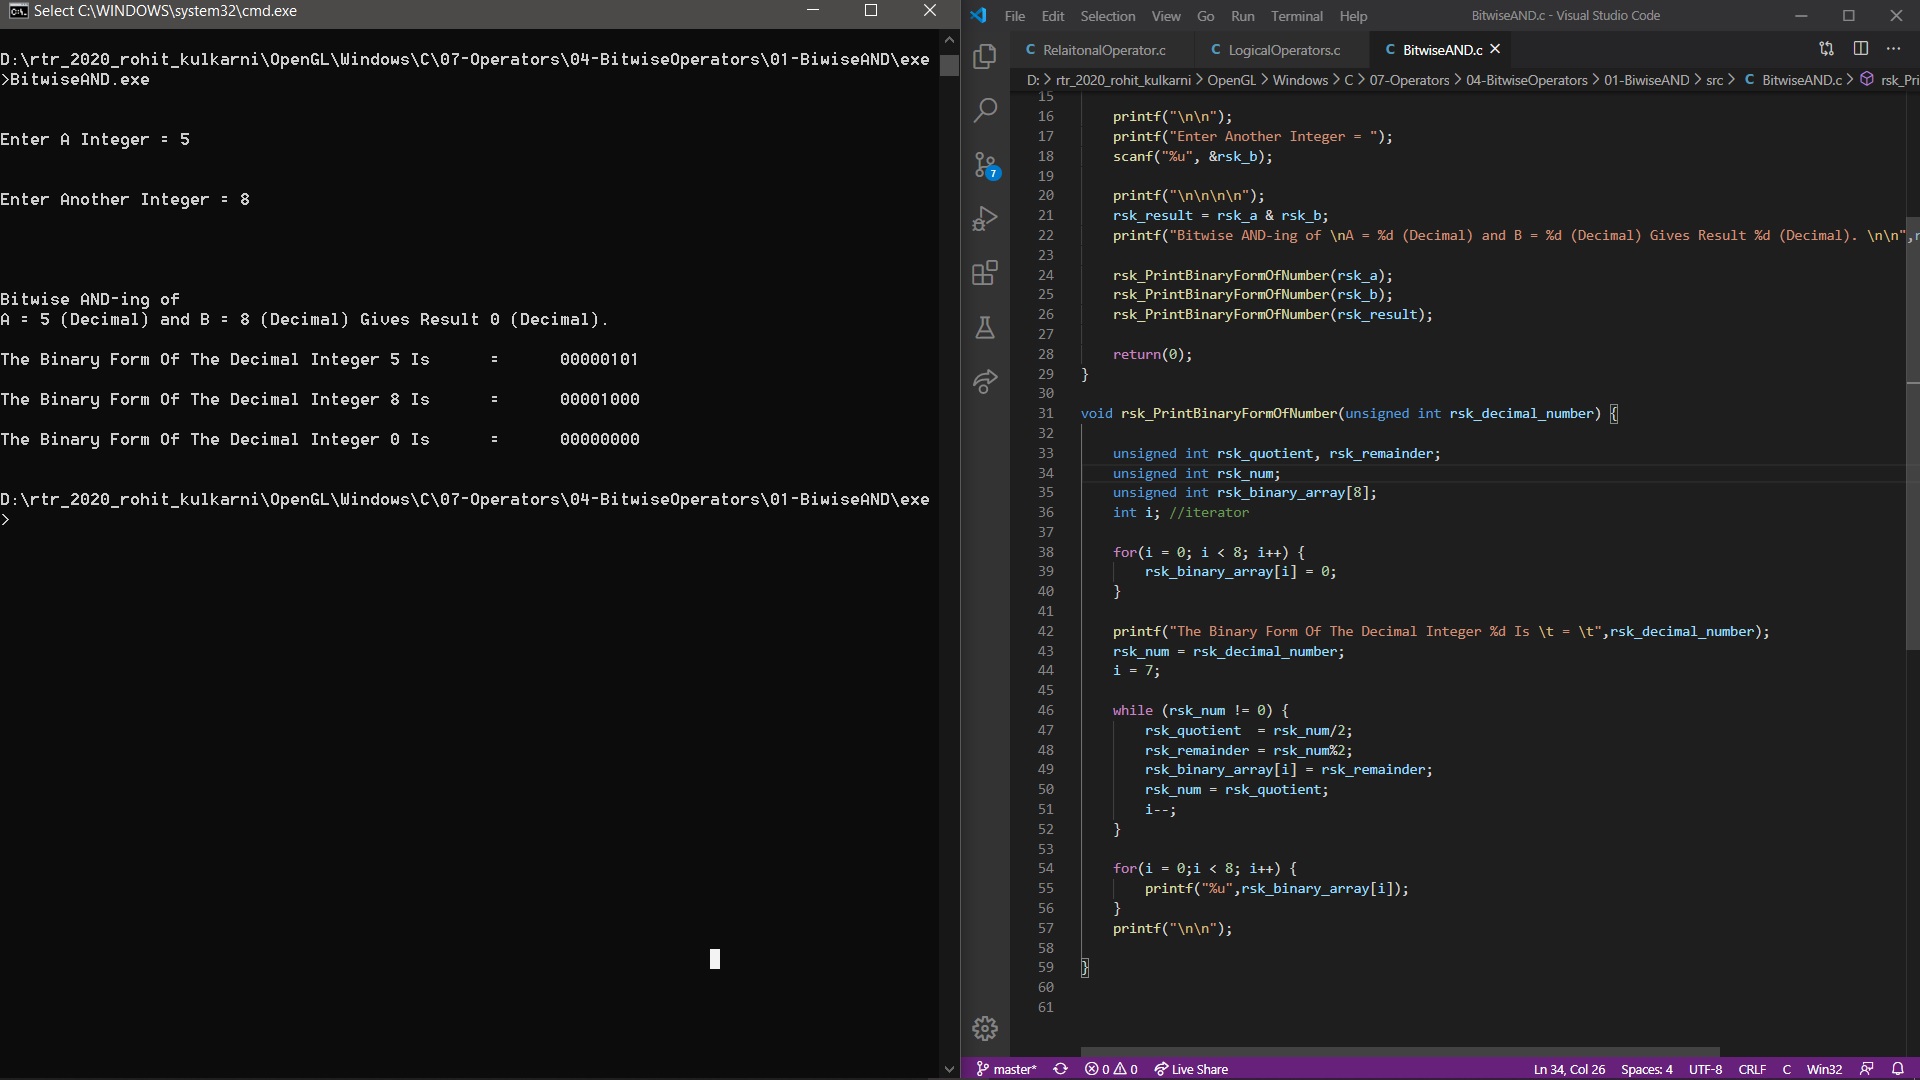 Select C:\WINDOWS\system32\cmd.exe
D:\rtr_2020_rohit_kulkarni\OpenGL\Windows\C\07-Operators\04-BitwiseOperators\01-BiwiseAND\exe
>BitwiseAND.exe
Enter A Integer = 5
Enter Another Integer = 8
Bitwise AND-ing of
A = 5 (Decimal) and B = 8 (Decimal) Gives Result 0 (Decimal).
The Binary Form Of The Decimal Integer 5 Is = 00000101
The Binary Form Of The Decimal Integer 8 Is = 00001000
The Binary Form Of The Decimal Integer 0 Is = 00000000
D:\rtr_2020_rohit_kulkarni\OpenGL\Windows\C\07-Operators\04-BitwiseOperators\01-BiwiseAND\exe
>
File Edit Selection View Go Run Terminal Help BitwiseAND.c - Visual Studio Code
C RelaitonalOperator.c C LogicalOperators.c C BitwiseAND.c
D: > rtr_2020_rohit_kulkarni > OpenGL > Windows > C > 07-Operators > 04-BitwiseOperators > 01-BiwiseAND > src > C BitwiseAND.c > rsk_Pri
7
15
16 printf("\n\n");
17 printf("Enter Another Integer = ");
18 scanf("%u", &rsk_b);
19
20 printf("\n\n\n\n");
21 rsk_result = rsk_a & rsk_b;
22 printf("Bitwise AND-ing of \nA = %d (Decimal) and B = %d (Decimal) Gives Result %d (Decimal). \n\n",r
23
24 rsk_PrintBinaryFormOfNumber(rsk_a);
25 rsk_PrintBinaryFormOfNumber(rsk_b);
26 rsk_PrintBinaryFormOfNumber(rsk_result);
27
28 return(0);
29 }
30
31 void rsk_PrintBinaryFormOfNumber(unsigned int rsk_decimal_number) {
32
33 unsigned int rsk_quotient, rsk_remainder;
34 unsigned int rsk_num;
35 unsigned int rsk_binary_array[8];
36 int i; //iterator
37
38 for(i = 0; i < 8; i++) {
39 rsk_binary_array[i] = 0;
40 }
41
42 printf("The Binary Form Of The Decimal Integer %d Is \t = \t",rsk_decimal_number);
43 rsk_num = rsk_decimal_number;
44 i = 7;
45
46 while (rsk_num != 0) {
47 rsk_quotient  = rsk_num/2;
48 rsk_remainder = rsk_num%2;
49 rsk_binary_array[i] = rsk_remainder;
50 rsk_num = rsk_quotient;
51 i--;
52 }
53
54 for(i = 0;i < 8; i++) {
55 printf("%u",rsk_binary_array[i]);
56 }
57 printf("\n\n");
58
59 }
60
61
master* 0 0 Live Share Ln 34, Col 26 Spaces: 4 UTF-8 CRLF C Win32